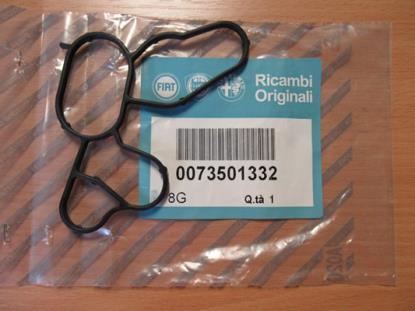 FIAT
Ricambi
Originali
0073501332
8G Q.tà 1